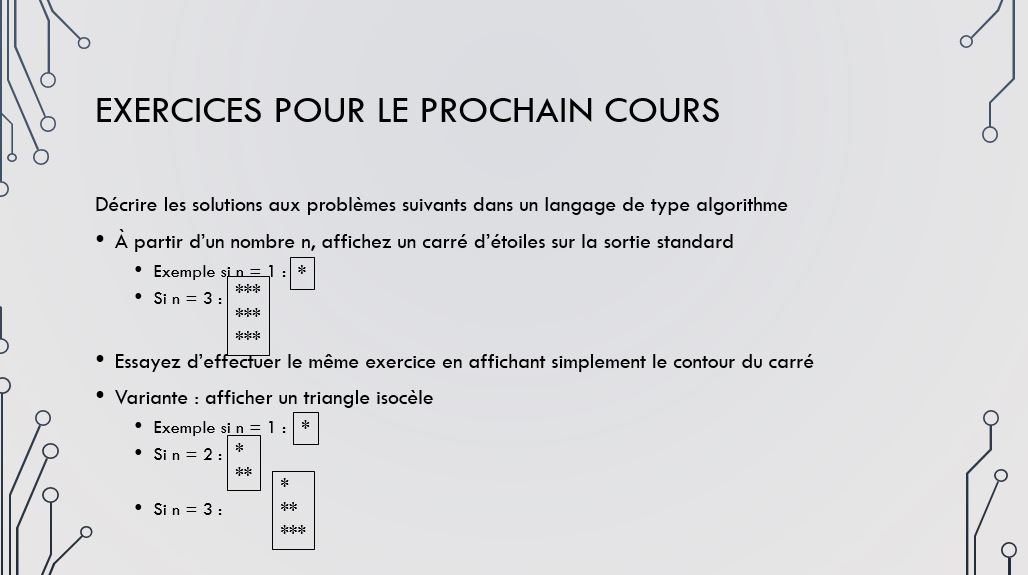 EXERCICES POUR LE PROCHAIN COURS
Décrire les solutions aux problèmes suivants dans un langage de type algorithme
• À partir d'un nombre n, affichez un carré d'étoiles sur la sortie standard
• Exemple si n = 1 : *
• Si n = 3 : ***
***
***
• Essayez d'effectuer le même exercice en affichant simplement le contour du carré
• Variante : afficher un triangle isocèle
• Exemple si n = 1 : *
• Si n = 2 : *
**
• Si n = 3 : *
**
***